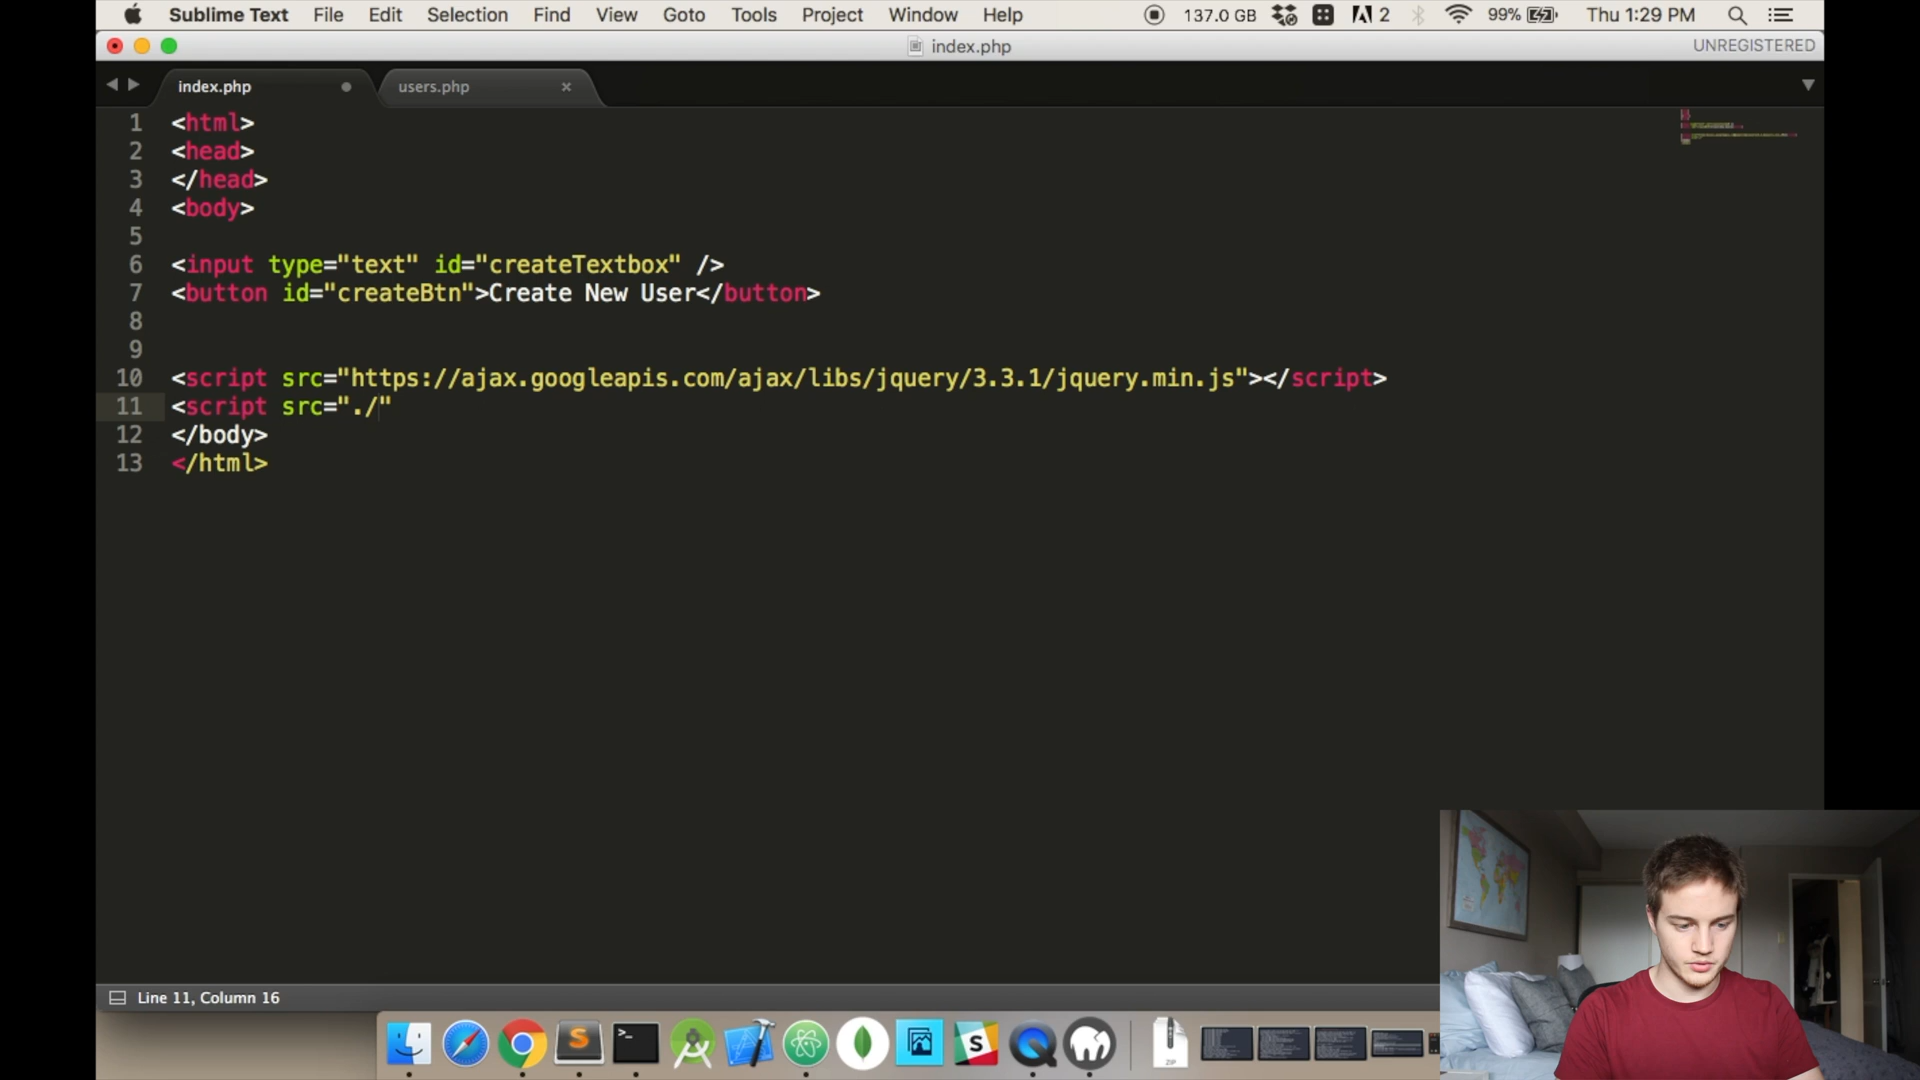 Sublime Text File Edit Selection Find View Goto Tools Project Window Help 137.0 GB 2 99% Thu 1:29 PM
index.php UNREGISTERED
index.php users.php
1 <html>
2 <head>
3 </head>
4 <body>
5
6 <input type="text" id="createTextbox" />
7 <button id="createBtn">Create New User</button>
8
9
10 <script src="https://ajax.googleapis.com/ajax/libs/jquery/3.3.1/jquery.min.js"></script>
11 <script src="./"
12 </body>
13 </html>
Line 11, Column 16
S
>_
S
ZIP